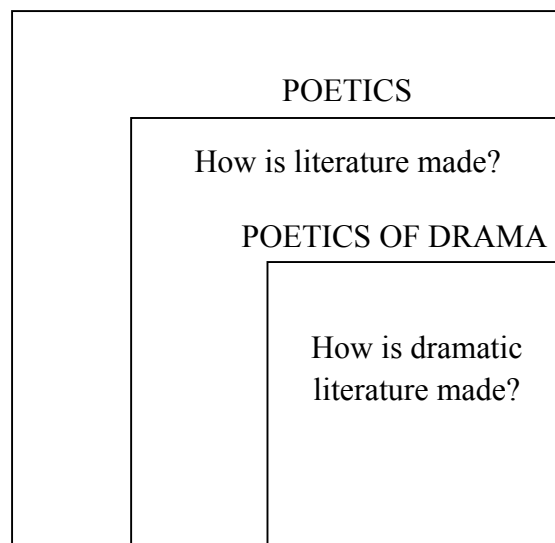 POETICS
How is literature made?
POETICS OF DRAMA
How is dramatic
literature made?